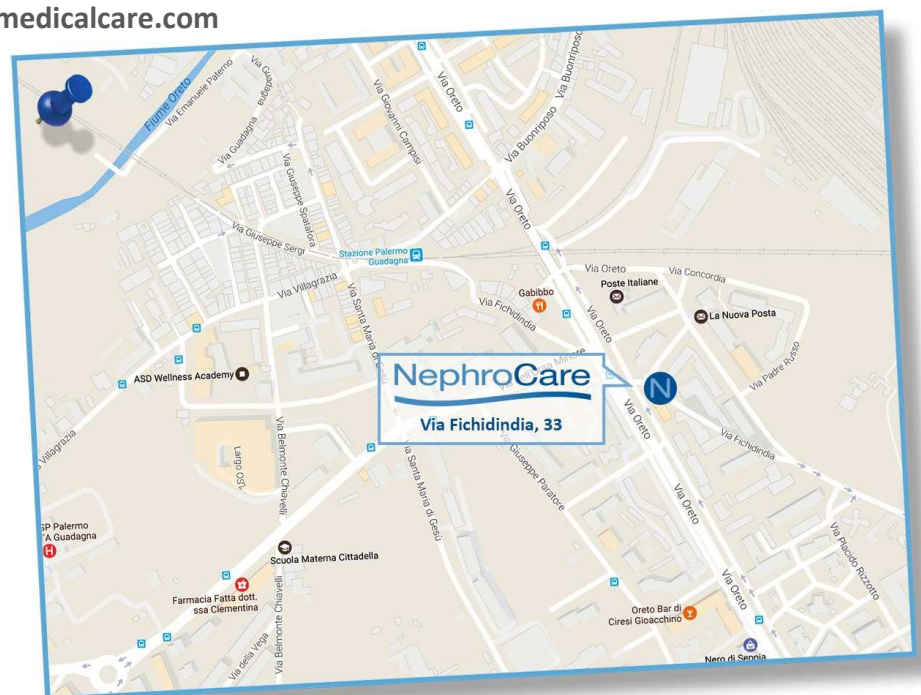 medicalcare.com
Via Oreto
Via Buonriposo
Via Buonriposo
Fiume Oreto
Via Emanuele Paterno
Via Guadagna
Via Guadagna
Via Giovanni Campisi
Via Giuseppe Spatafora
Via Oreto
Via Giuseppe Sergi
Stazione Palermo
Guadagna
Via Oreto
Via Concordia
Via Villagrazia
Via Santa Maria di Gesù
Via Fichidindia
Gabibbo
Poste Italiane
Via Oreto
La Nuova Posta
Via Padre Russo
ASD Wellness Academy
NephroCare
N
Via Fichidindia, 33
Via Oreto
Via Fichidindia
Via Villagrazia
Largo OSL
Via Belmonte Chiavelli
Via Santa Maria di Gesù
Via Giuseppe Paratore
Via Oreto
GP Palermo
TA Guadagna
H
Scuola Materna Cittadella
Via Placido Rizzotto
Farmacia Fatta dott.
ssa Clementina
Via Belmonte Chiavelli
Via della Vega
Via Oreto
Oreto Bar di
Ciresi Gioacchino
Nero di Seppia